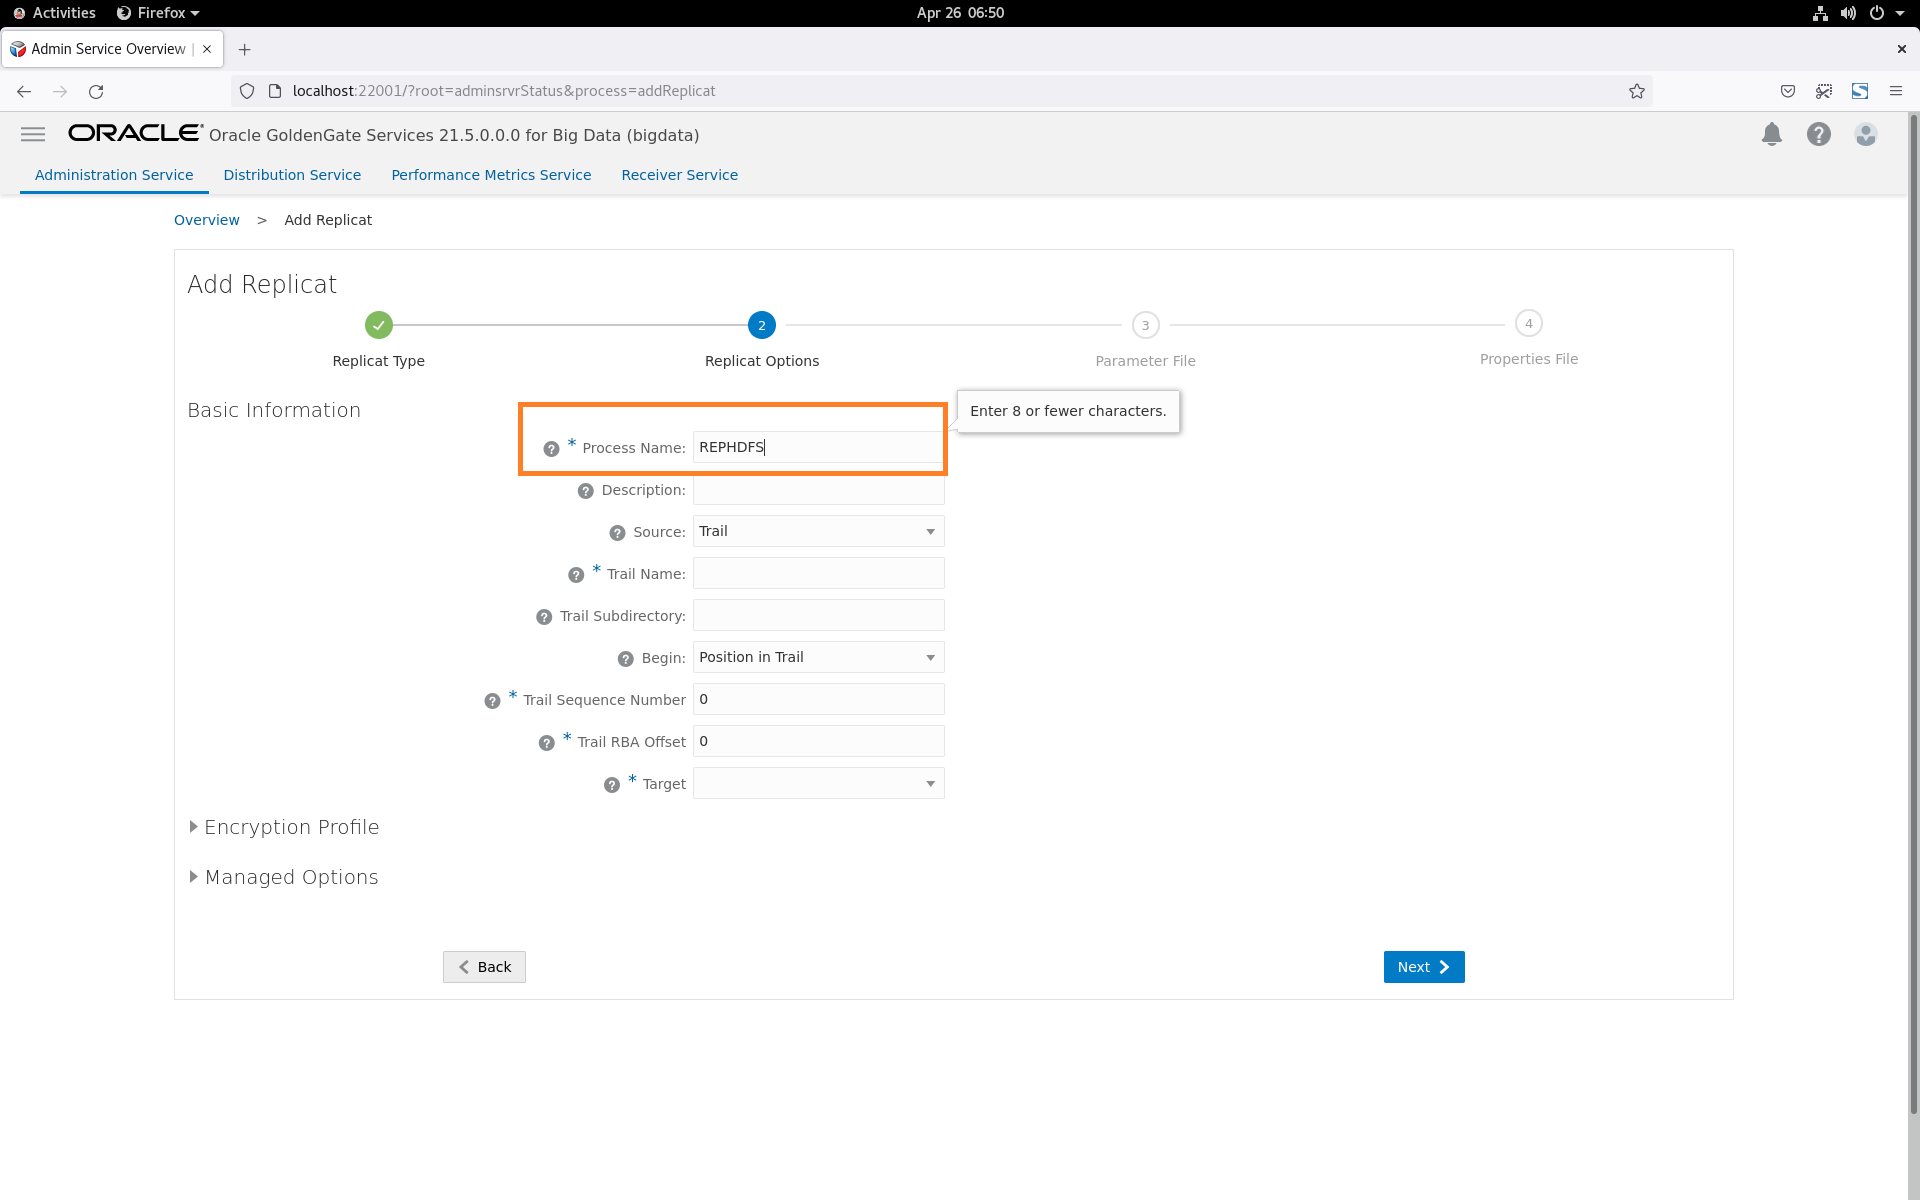 Activities Firefox Apr 26 06:50
Admin Service Overview |
localhost:22001/?root=adminsrvrStatus&process=addReplicat
ORACLE Oracle GoldenGate Services 21.5.0.0.0 for Big Data (bigdata)
Administration Service Distribution Service Performance Metrics Service Receiver Service
Overview > Add Replicat
Add Replicat
2 3 4
Replicat Type Replicat Options Parameter File Properties File
Basic Information
Enter 8 or fewer characters.
? * Process Name: REPHDFS
? Description:
? Source: Trail
? * Trail Name:
? Trail Subdirectory:
? Begin: Position in Trail
? * Trail Sequence Number 0
? * Trail RBA Offset 0
? * Target
Encryption Profile
Managed Options
Back Next